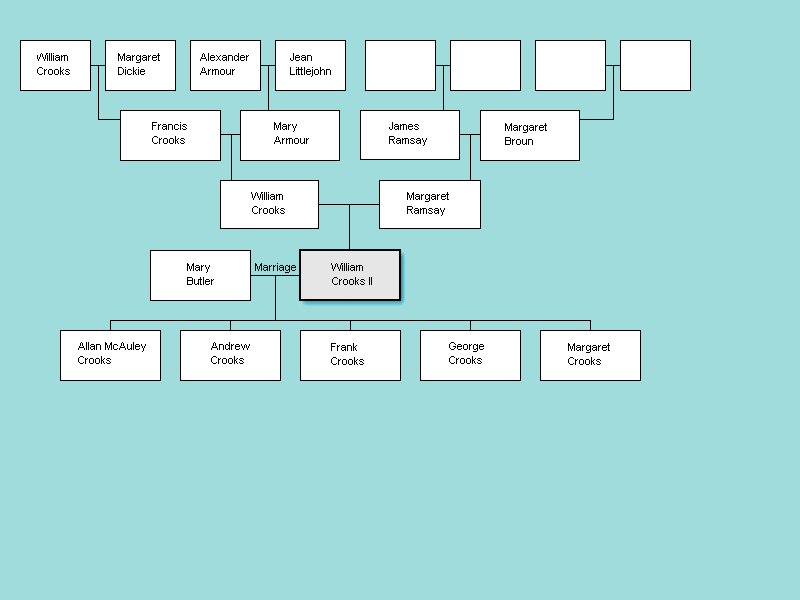 William
Crooks
Margaret
Dickie
Alexander
Armour
Jean
Littlejohn
Francis
Crooks
Mary
Armour
James
Ramsay
Margaret
Broun
William
Crooks
Margaret
Ramsay
Mary
Butler
Marriage
William
Crooks II
Allan McAuley
Crooks
Andrew
Crooks
Frank
Crooks
George
Crooks
Margaret
Crooks